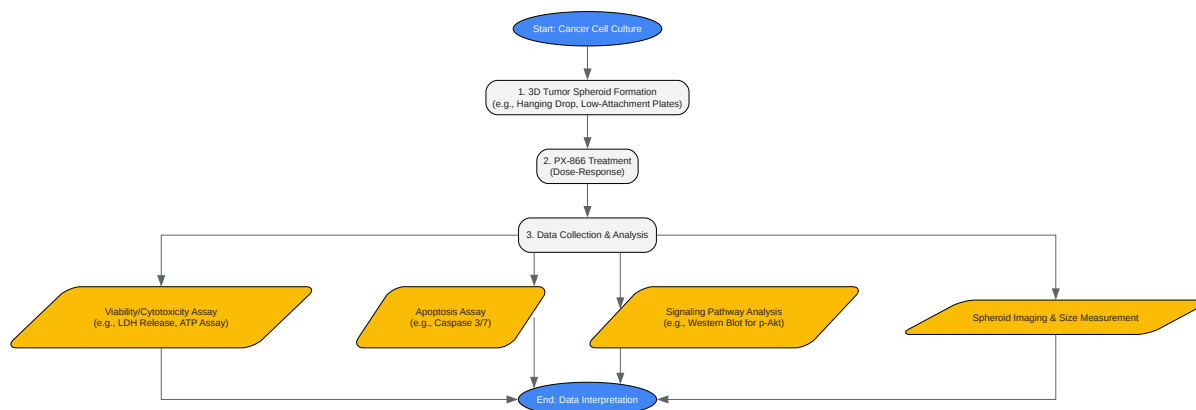 Start: Cancer Cell Culture
1. 3D Tumor Spheroid Formation
(e.g., Hanging Drop, Low-Attachment Plates)
2. PX-866 Treatment
(Dose-Response)
3. Data Collection & Analysis
Viability/Cytotoxicity Assay
(e.g., LDH Release, ATP Assay)
Apoptosis Assay
(e.g., Caspase 3/7)
Signaling Pathway Analysis
(e.g., Western Blot for p-Akt)
Spheroid Imaging & Size Measurement
End: Data Interpretation